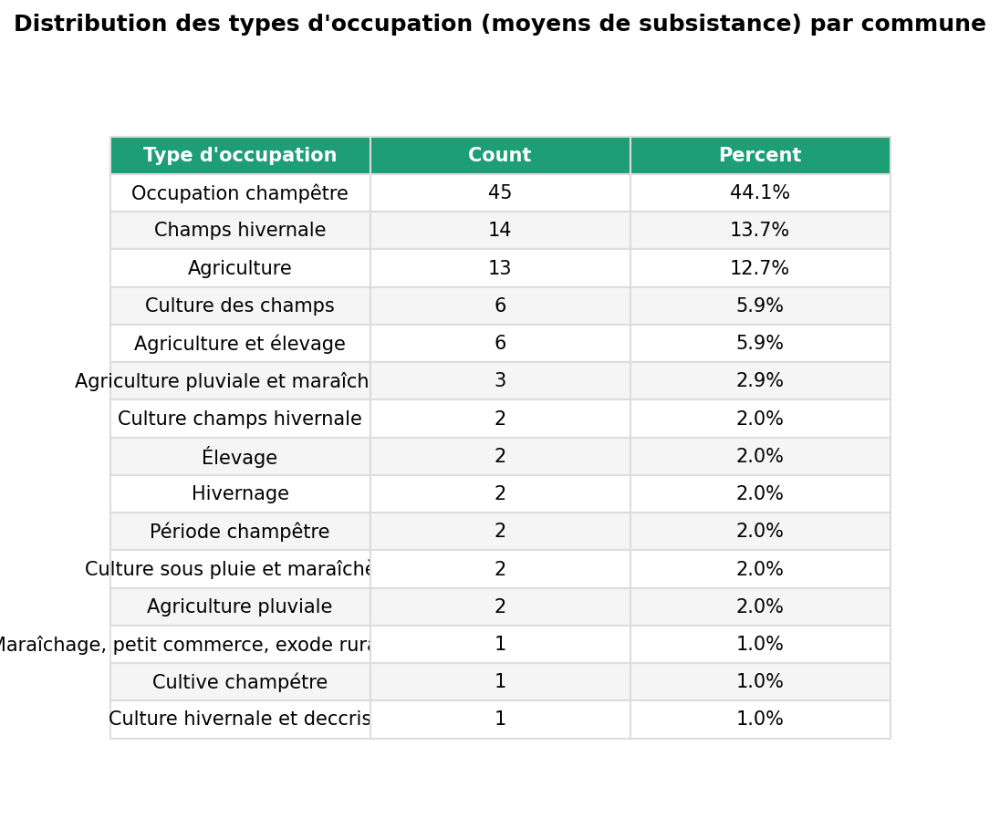 Distribution des types d'occupation (moyens de subsistance) par commune
Type d'occupation Count Percent
Occupation champêtre 45 44.1%
Champs hivernale 14 13.7%
Agriculture 13 12.7%
Culture des champs 6 5.9%
Agriculture et élevage 6 5.9%
Agriculture pluviale et maraîch 3 2.9%
Culture champs hivernale 2 2.0%
Élevage 2 2.0%
Hivernage 2 2.0%
Période champêtre 2 2.0%
Culture sous pluie et maraîchè 2 2.0%
Agriculture pluviale 2 2.0%
Maraîchage, petit commerce, exode rura 1 1.0%
Cultive champétre 1 1.0%
Culture hivernale et deccris 1 1.0%